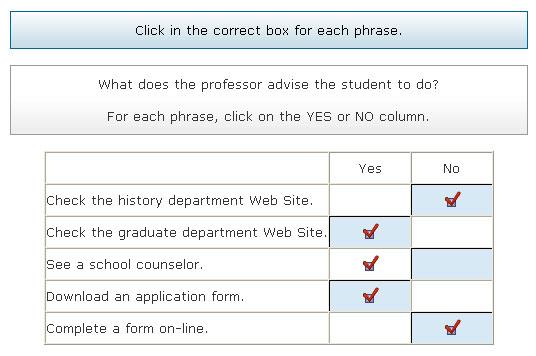 Click in the correct box for each phrase.
What does the professor advise the student to do?
For each phrase, click on the YES or NO column.
Yes No
Check the history department Web Site.
Check the graduate department Web Site.
See a school counselor.
Download an application form.
Complete a form on-line.